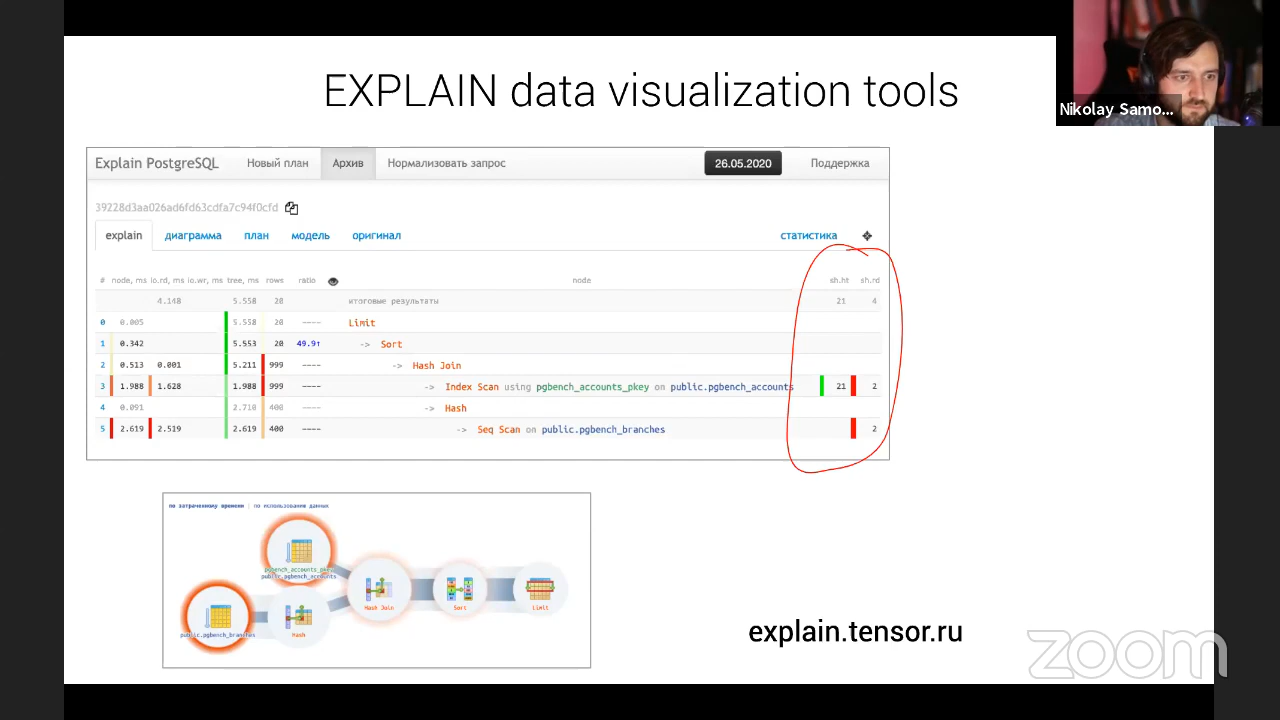 EXPLAIN data visualization tools
Nikolay Samo...
Explain PostgreSQL Новый план Архив Нормализовать запрос 26.05.2020 Поддержка
39228d3aa026ad6fd63cdfa7c94f0cfd
explain диаграмма план модель оригинал статистика
# node, ms io.rd, ms io.wr, ms tree, ms rows ratio node sh.ht sh.rd
4.148 5.558 20 итоговые результаты 21 4
0 0.005 5.558 20 ---- Limit
1 0.342 5.553 20 49.9↑ -> Sort
2 0.513 0.001 5.211 999 ---- -> Hash Join
3 1.988 1.628 1.988 999 ---- -> Index Scan using pgbench_accounts_pkey on public.pgbench_accounts 21 2
4 0.091 2.710 400 ---- -> Hash
5 2.619 2.519 2.619 400 ---- -> Seq Scan on public.pgbench_branches 2
по затраченному времени | по использованию данных
pgbench_accounts_pkey
public.pgbench_accounts
Hash Join Sort Limit
public.pgbench_branches Hash
explain.tensor.ru
zoom